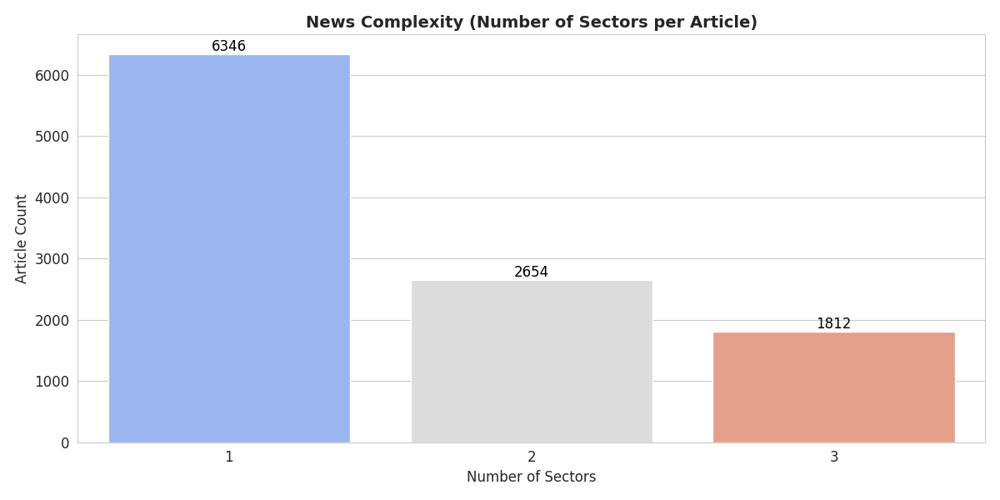 News Complexity (Number of Sectors per Article)
6346
6000
5000
4000
3000
2654
2000
1812
1000
0
Article Count
1 2 3
Number of Sectors